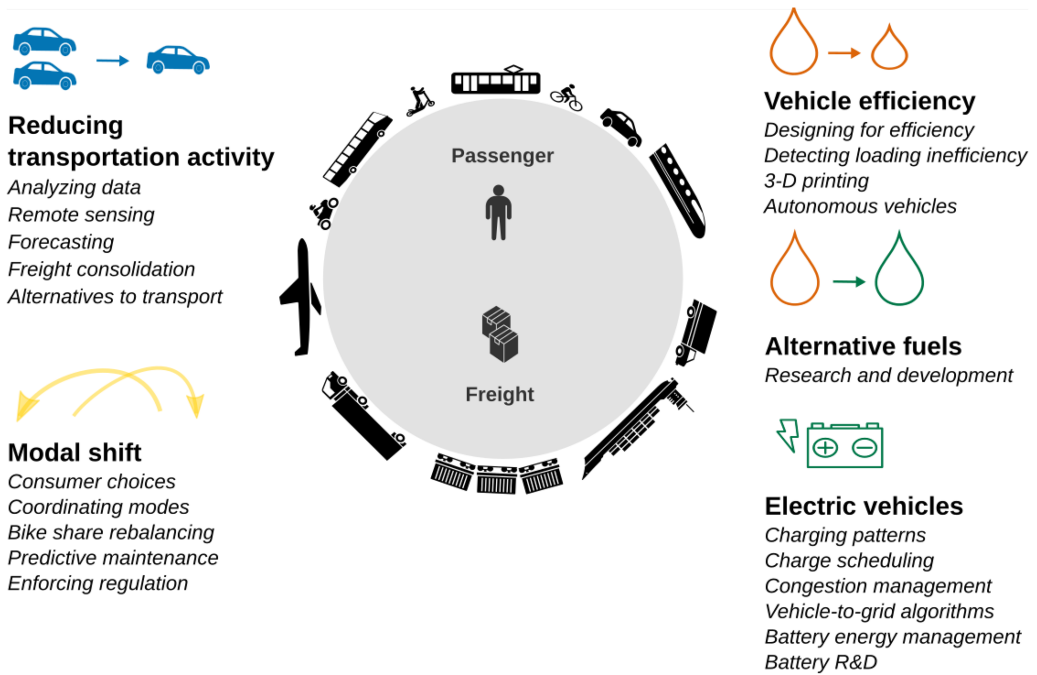 Reducing
transportation activity
Analyzing data
Remote sensing
Forecasting
Freight consolidation
Alternatives to transport
Modal shift
Consumer choices
Coordinating modes
Bike share rebalancing
Predictive maintenance
Enforcing regulation
Passenger
Freight
Vehicle efficiency
Designing for efficiency
Detecting loading inefficiency
3-D printing
Autonomous vehicles
Alternative fuels
Research and development
Electric vehicles
Charging patterns
Charge scheduling
Congestion management
Vehicle-to-grid algorithms
Battery energy management
Battery R&D